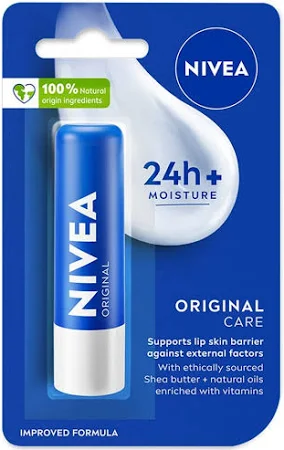 NIVEA
100% Natural
origin ingredients
24h+
MOISTURE
NIVEA
ORIGINAL
ORIGINAL
CARE
Supports lip skin barrier
against external factors
With ethically sourced
Shea butter + natural oils
enriched with vitamins
IMPROVED FORMULA